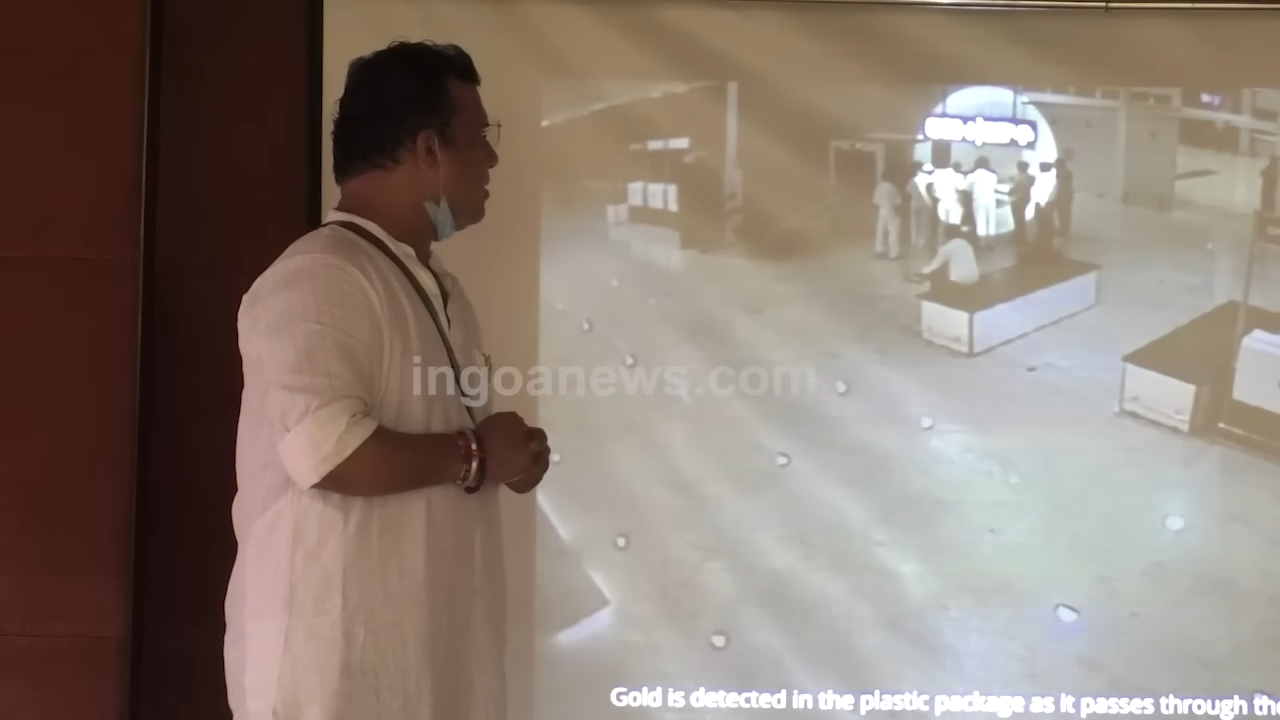 ingoanews.com
Gold is detected in the plastic package as it passes through the